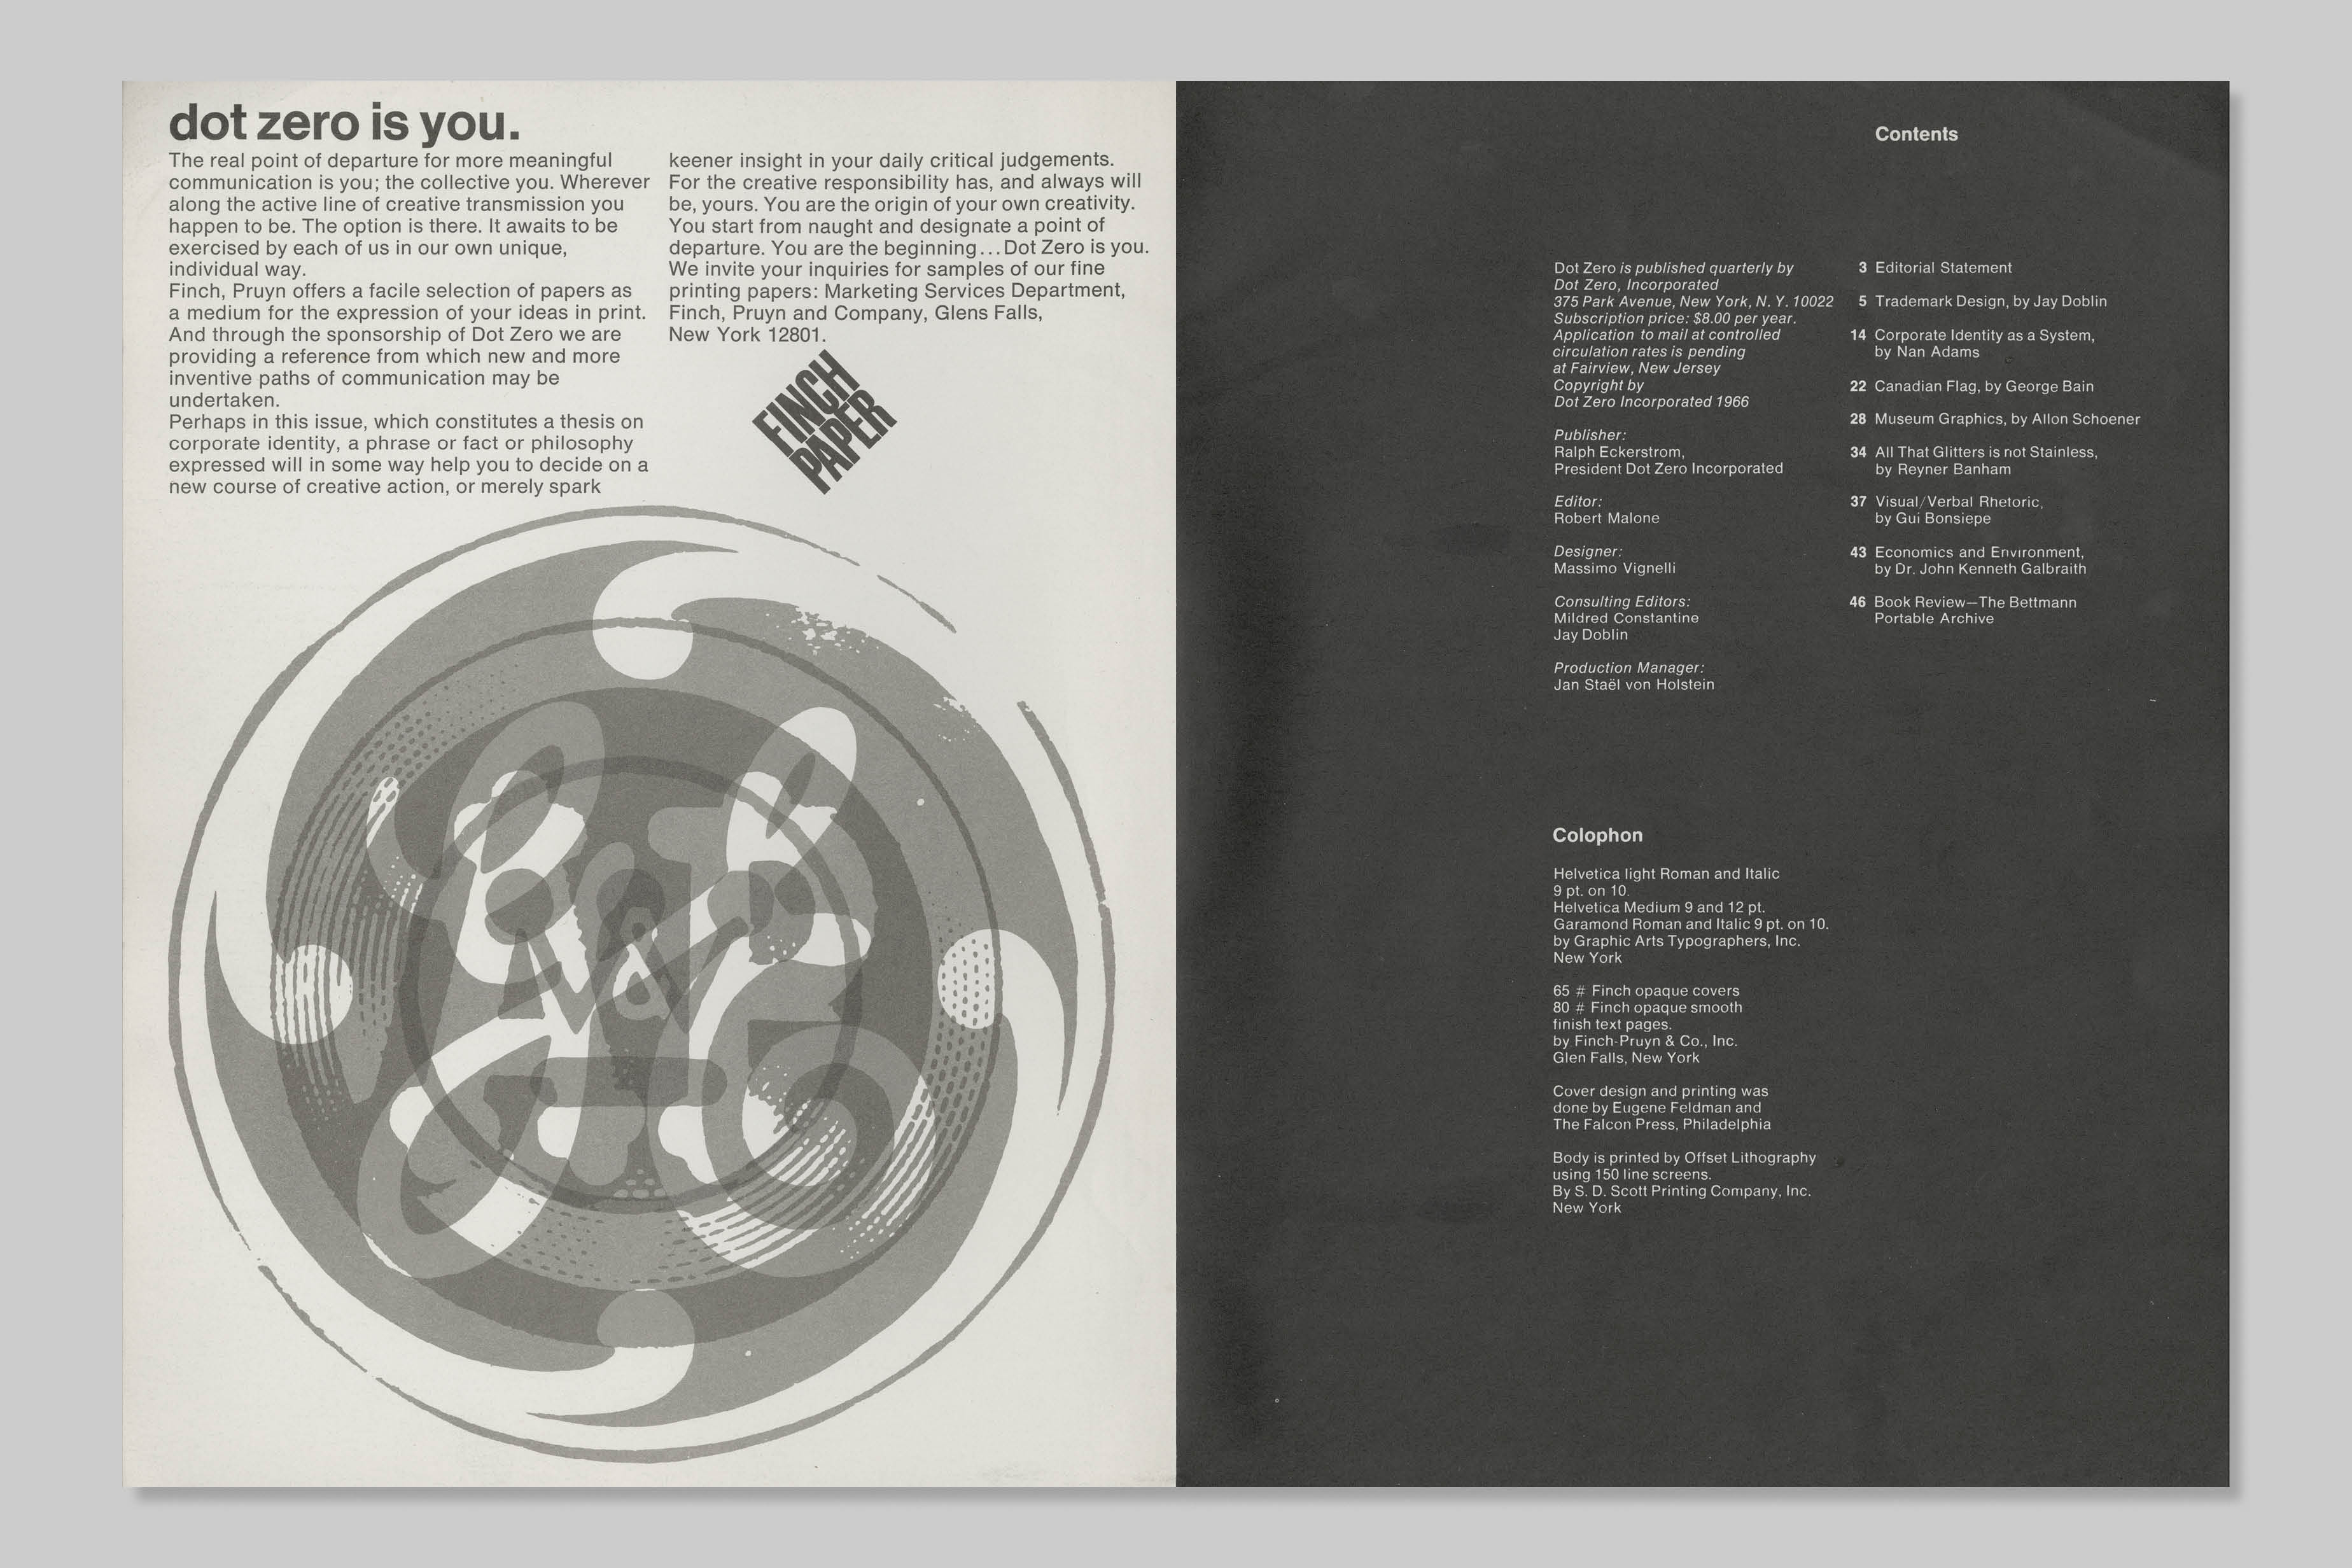 dot zero is you.
The real point of departure for more meaningful
communication is you; the collective you. Wherever
along the active line of creative transmission you
happen to be. The option is there. It awaits to be
exercised by each of us in our own unique,
individual way.
Finch, Pruyn offers a facile selection of papers as
a medium for the expression of your ideas in print.
And through the sponsorship of Dot Zero we are
providing a reference from which new and more
inventive paths of communication may be
undertaken.
Perhaps in this issue, which constitutes a thesis on
corporate identity, a phrase or fact or philosophy
expressed will in some way help you to decide on a
new course of creative action, or merely spark
keener insight in your daily critical judgements.
For the creative responsibility has, and always will
be, yours. You are the origin of your own creativity.
You start from naught and designate a point of
departure. You are the beginning...Dot Zero is you.
We invite your inquiries for samples of our fine
printing papers: Marketing Services Department,
Finch, Pruyn and Company, Glens Falls,
New York 12801.
FINCH
PAPER
Contents
Dot Zero is published quarterly by
Dot Zero, Incorporated
375 Park Avenue, New York, N. Y. 10022
Subscription price: $8.00 per year.
Application to mail at controlled
circulation rates is pending
at Fairview, New Jersey
Copyright by
Dot Zero Incorporated 1966
Publisher:
Ralph Eckerstrom,
President Dot Zero Incorporated
Editor:
Robert Malone
Designer:
Massimo Vignelli
Consulting Editors:
Mildred Constantine
Jay Doblin
Production Manager:
Jan Staël von Holstein
3 Editorial Statement
5 Trademark Design, by Jay Doblin
14 Corporate Identity as a System,
by Nan Adams
22 Canadian Flag, by George Bain
28 Museum Graphics, by Allon Schoener
34 All That Glitters is not Stainless,
by Reyner Banham
37 Visual/Verbal Rhetoric,
by Gui Bonsiepe
43 Economics and Environment,
by Dr. John Kenneth Galbraith
46 Book Review—The Bettmann
Portable Archive
Colophon
Helvetica light Roman and Italic
9 pt. on 10.
Helvetica Medium 9 and 12 pt.
Garamond Roman and Italic 9 pt. on 10.
by Graphic Arts Typographers, Inc.
New York
65 # Finch opaque covers
80 # Finch opaque smooth
finish text pages.
by Finch-Pruyn & Co., Inc.
Glen Falls, New York
Cover design and printing was
done by Eugene Feldman and
The Falcon Press, Philadelphia
Body is printed by Offset Lithography
using 150 line screens.
By S. D. Scott Printing Company, Inc.
New York